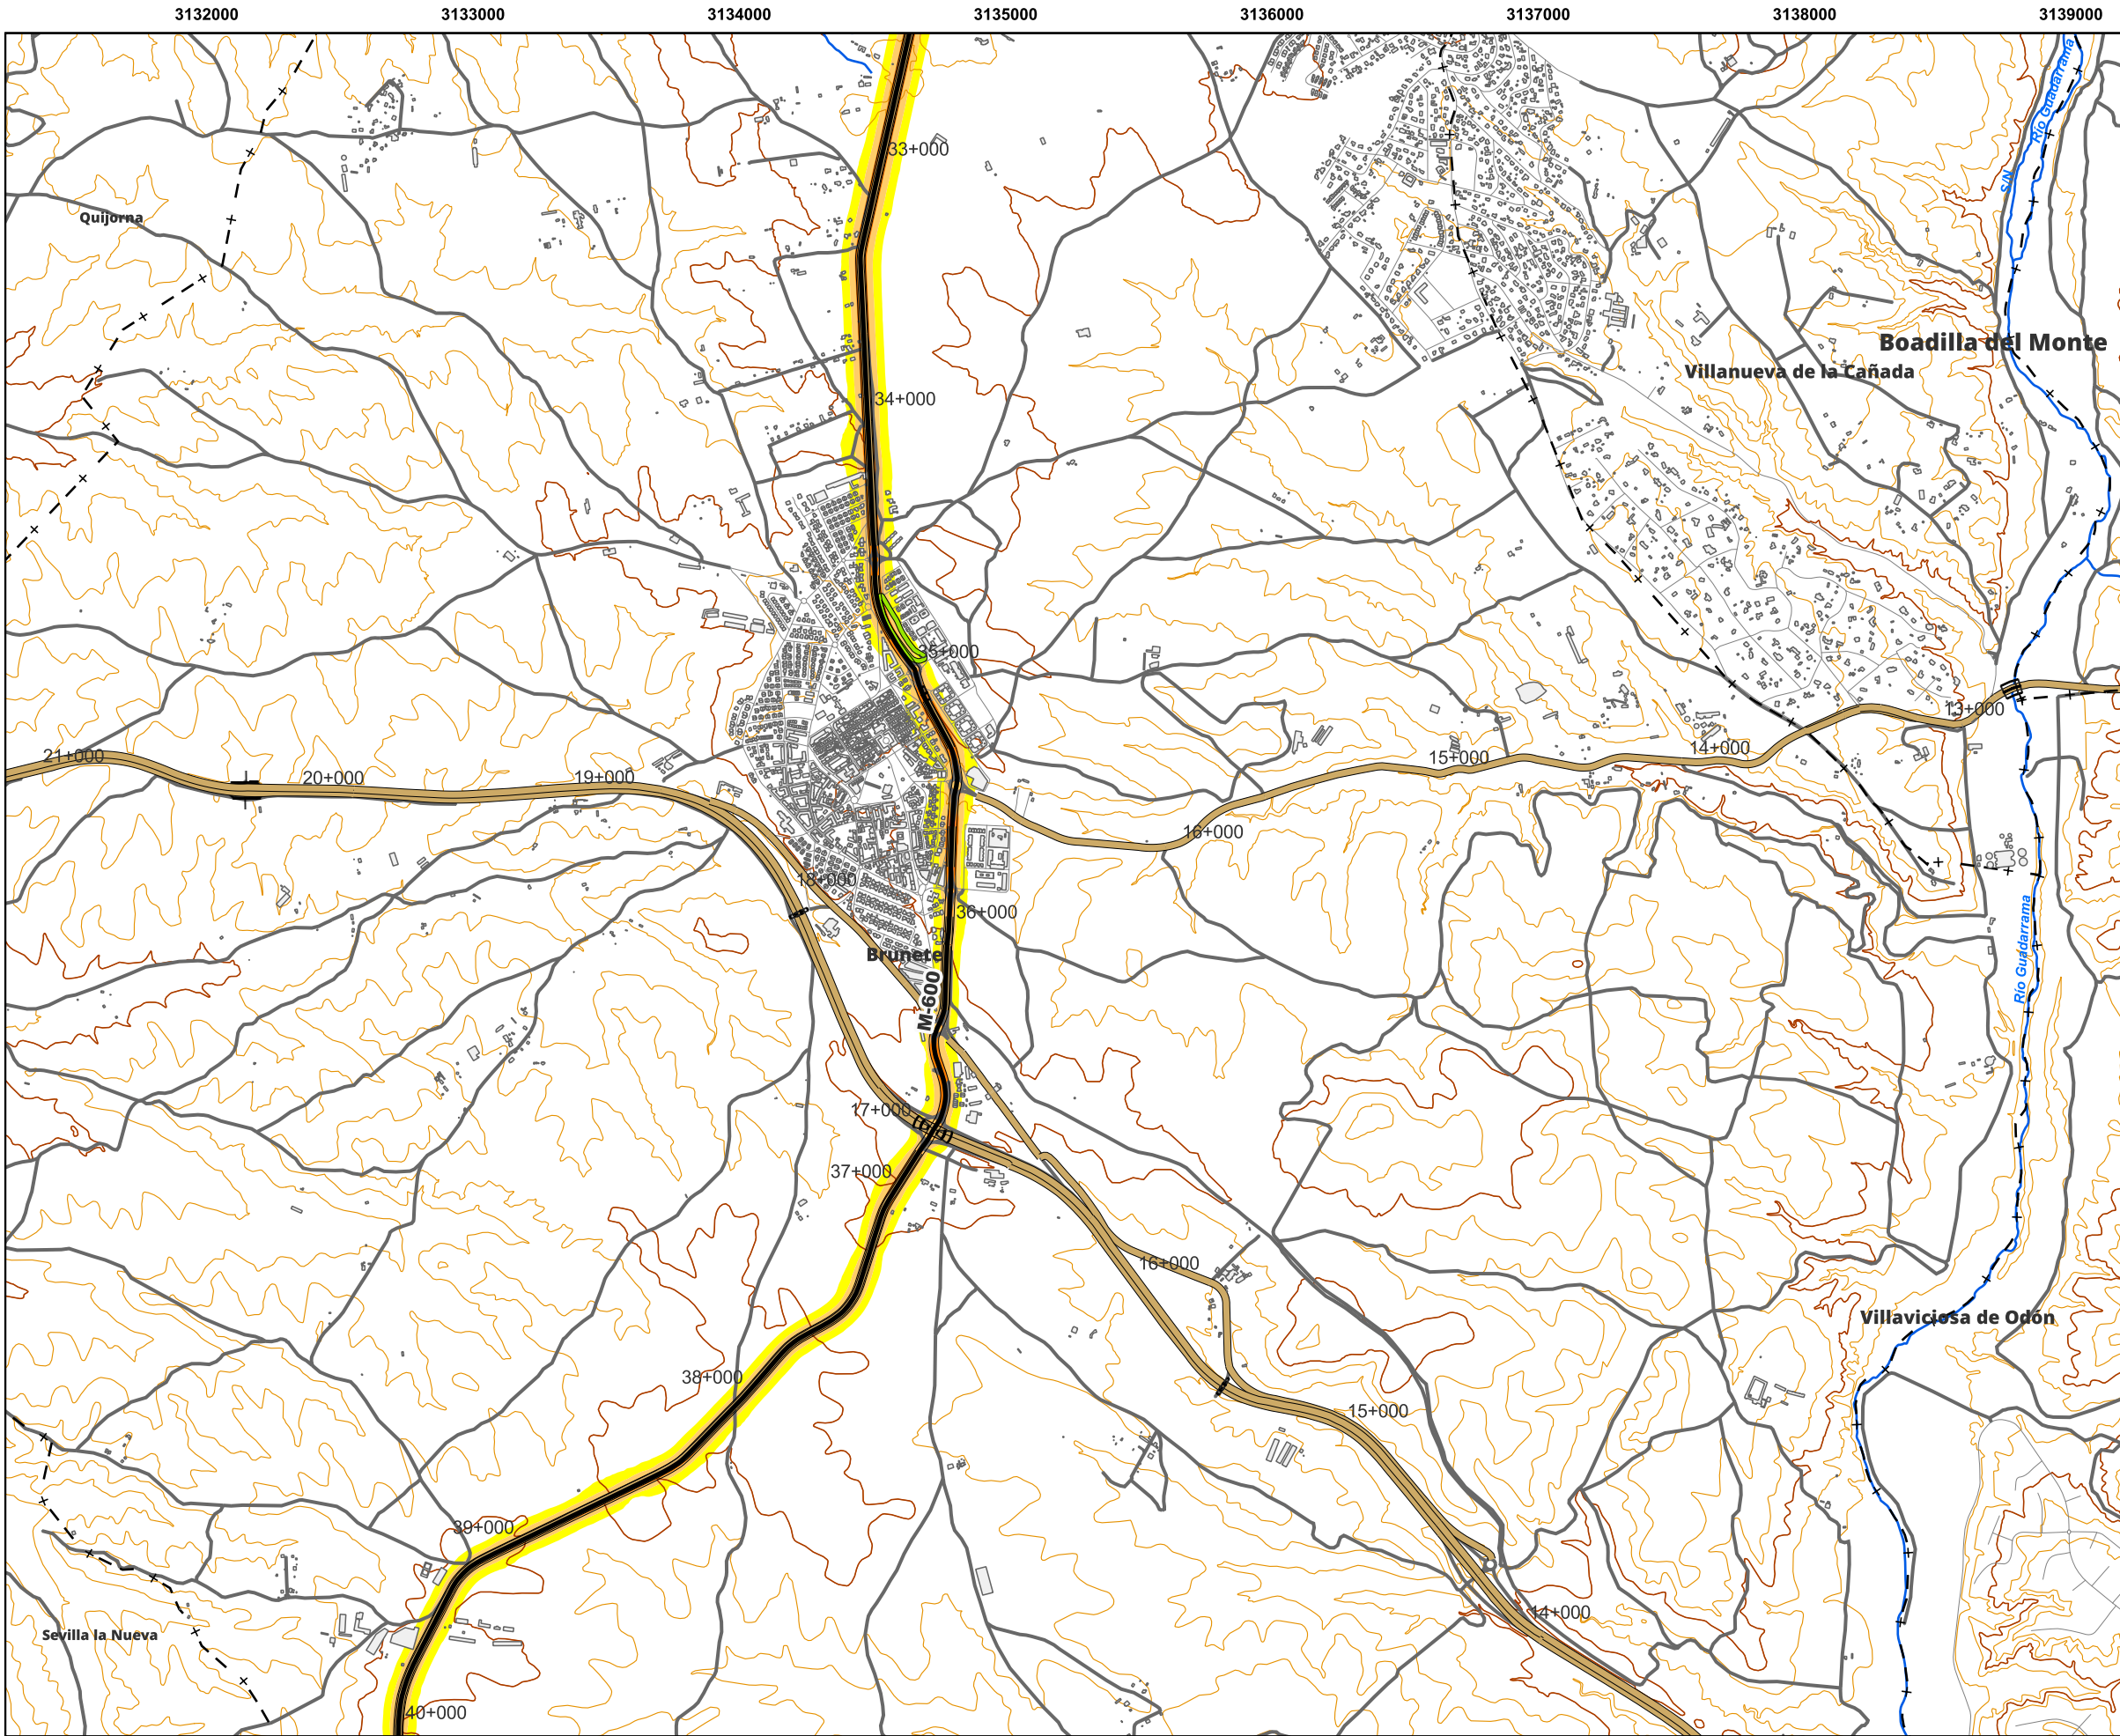 3132000 3133000 3134000 3135000 3136000 3137000 3138000 3139000
Río Guadarrama
33+000
S/N
Quijorna
Boadilla del Monte
Villanueva de la Cañada
34+000
35+000
13+000
21+000
20+000
19+000
15+000
14+000
16+000
18+000
36+000
Río Guadarrama
Brunete
M-600
17+000
37+000
16+000
Villaviciosa de Odón
38+000
15+000
39+000
14+000
Sevilla la Nueva
40+000